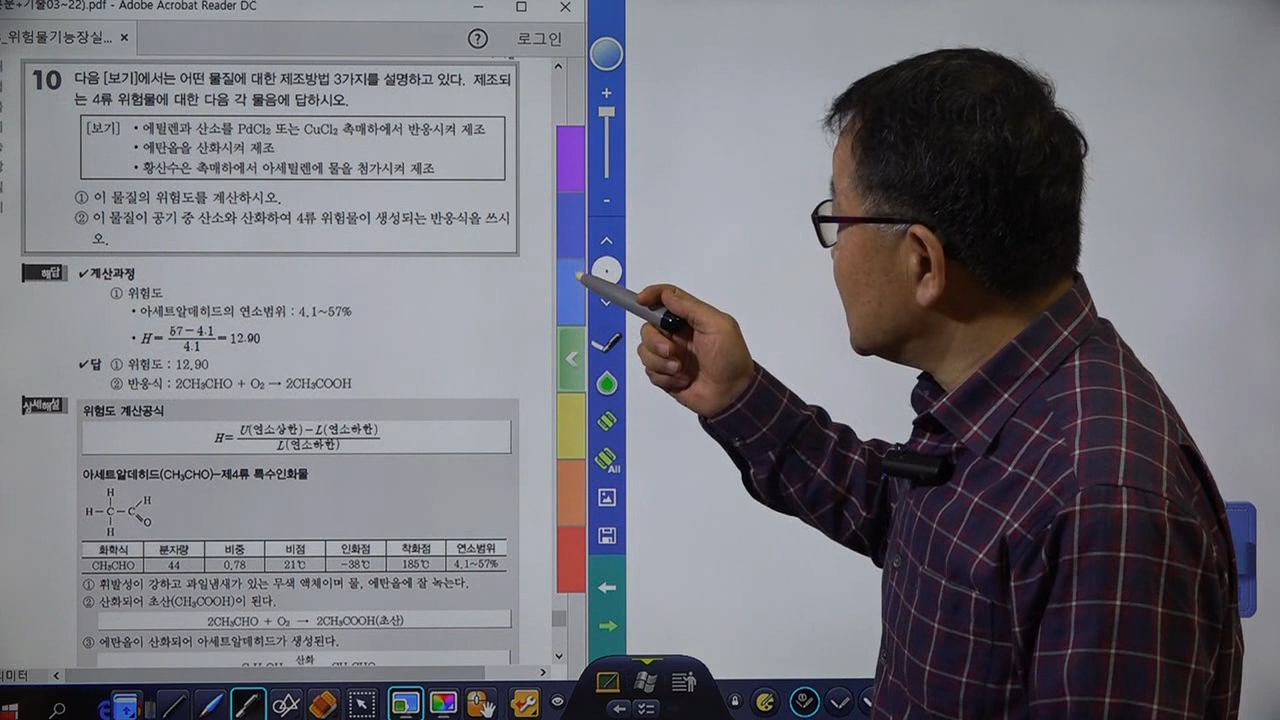 기출03~22).pdf - Adobe Acrobat Reader DC
_위험물기능장실... ×
로그인
10 다음 [보기]에서는 어떤 물질에 대한 제조방법 3가지를 설명하고 있다. 제조되
는 4류 위험물에 대한 다음 각 물음에 답하시오.
[보기] • 에틸렌과 산소를 PdCl₂ 또는 CuCl₂ 촉매하에서 반응시켜 제조
• 에탄올을 산화시켜 제조
• 황산수은 촉매하에서 아세틸렌에 물을 첨가시켜 제조
① 이 물질의 위험도를 계산하시오.
② 이 물질이 공기 중 산소와 산화하여 4류 위험물이 생성되는 반응식을 쓰시
오.
해답 ✔계산과정
① 위험도
• 아세트알데히드의 연소범위 : 4.1~57%
• H = (57 - 4.1) / 4.1 = 12.90
✔답 ① 위험도 : 12.90
② 반응식 : 2CH₃CHO + O₂ → 2CH₃COOH
상세해설 위험도 계산공식
H = (U(연소상한) - L(연소하한)) / L(연소하한)
아세트알데히드(CH₃CHO)-제4류 특수인화물
H H
H-C-C
H O
화학식 분자량 비중 비점 인화점 착화점 연소범위
CH₃CHO 44 0.78 21℃ -38℃ 185℃ 4.1~57%
① 휘발성이 강하고 과일냄새가 있는 무색 액체이며 물, 에탄올에 잘 녹는다.
② 산화되어 초산(CH₃COOH)이 된다.
2CH₃CHO + O₂ → 2CH₃COOH(초산)
③ 에탄올이 산화되어 아세트알데히드가 생성된다.
산화
All